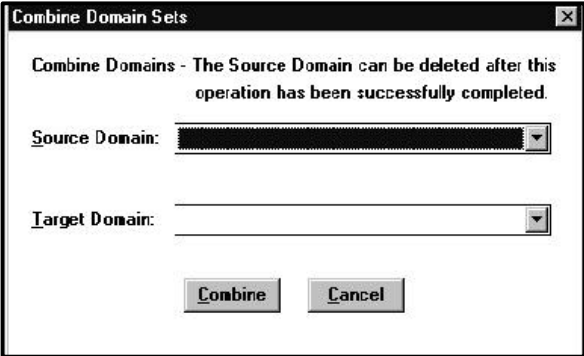 Combine Domain Sets
Combine Domains - The Source Domain can be deleted after this
operation has been successfully completed.
Source Domain:
Target Domain:
Combine Cancel